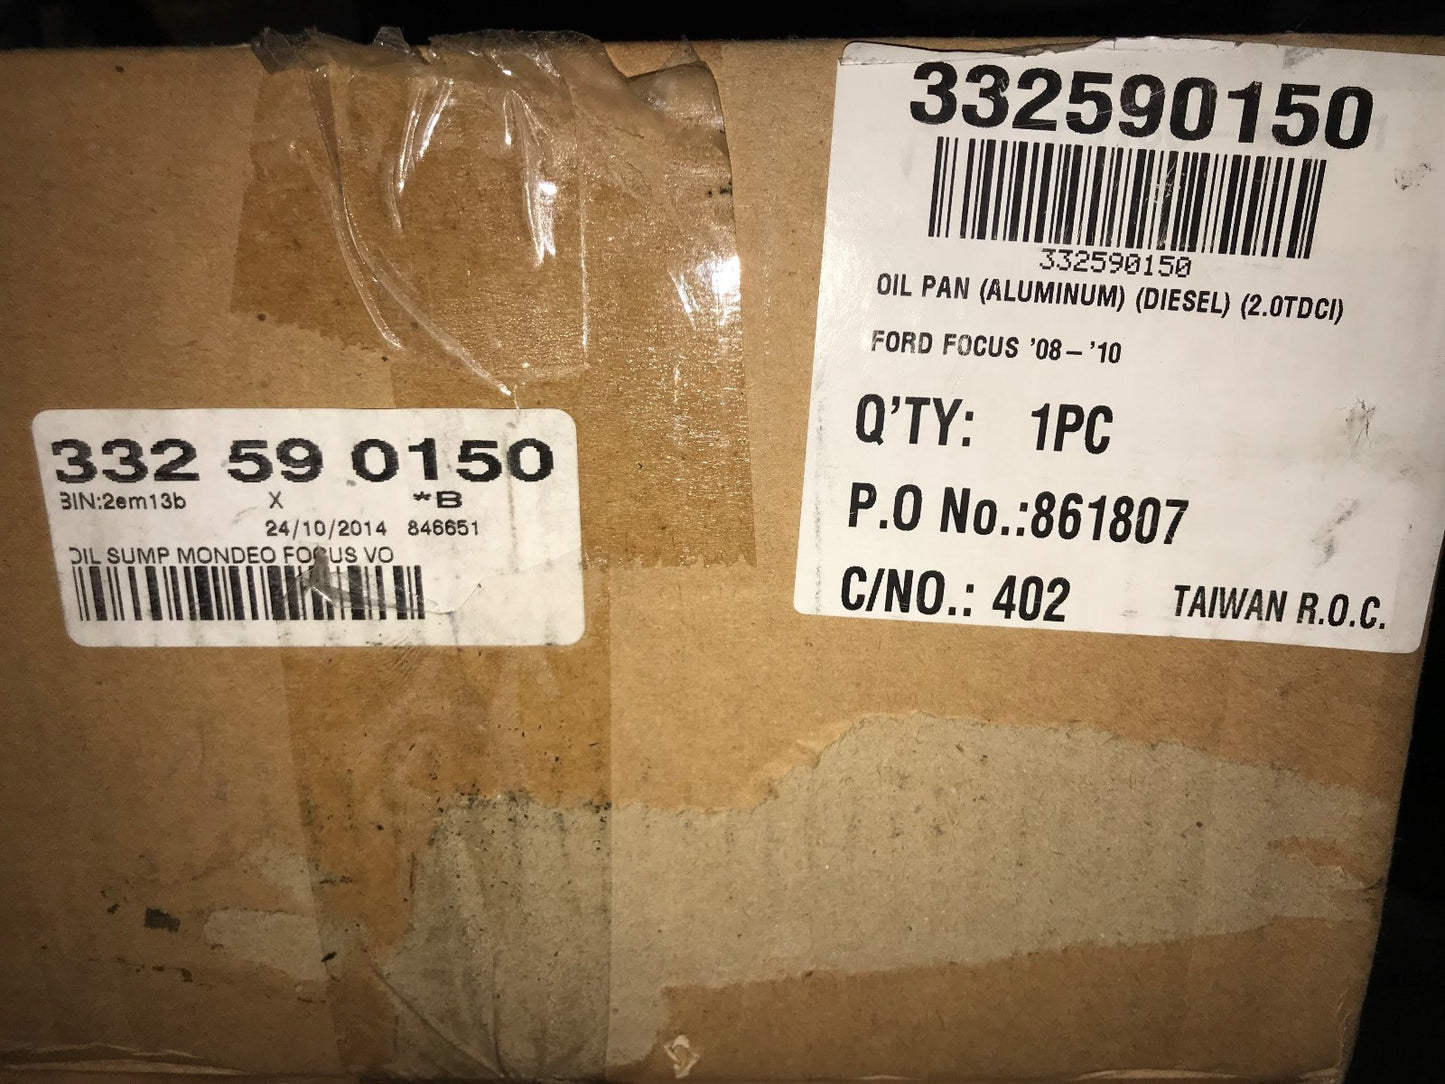 332 59 0150
BIN:2em13b X *B
24/10/2014 846651
OIL SUMP MONDEO FOCUS VO
332590150
332590150
OIL PAN (ALUMINUM) (DIESEL) (2.0TDCI)
FORD FOCUS '08–'10
Q'TY: 1PC
P.O No.:861807
C/NO.: 402 TAIWAN R.O.C.